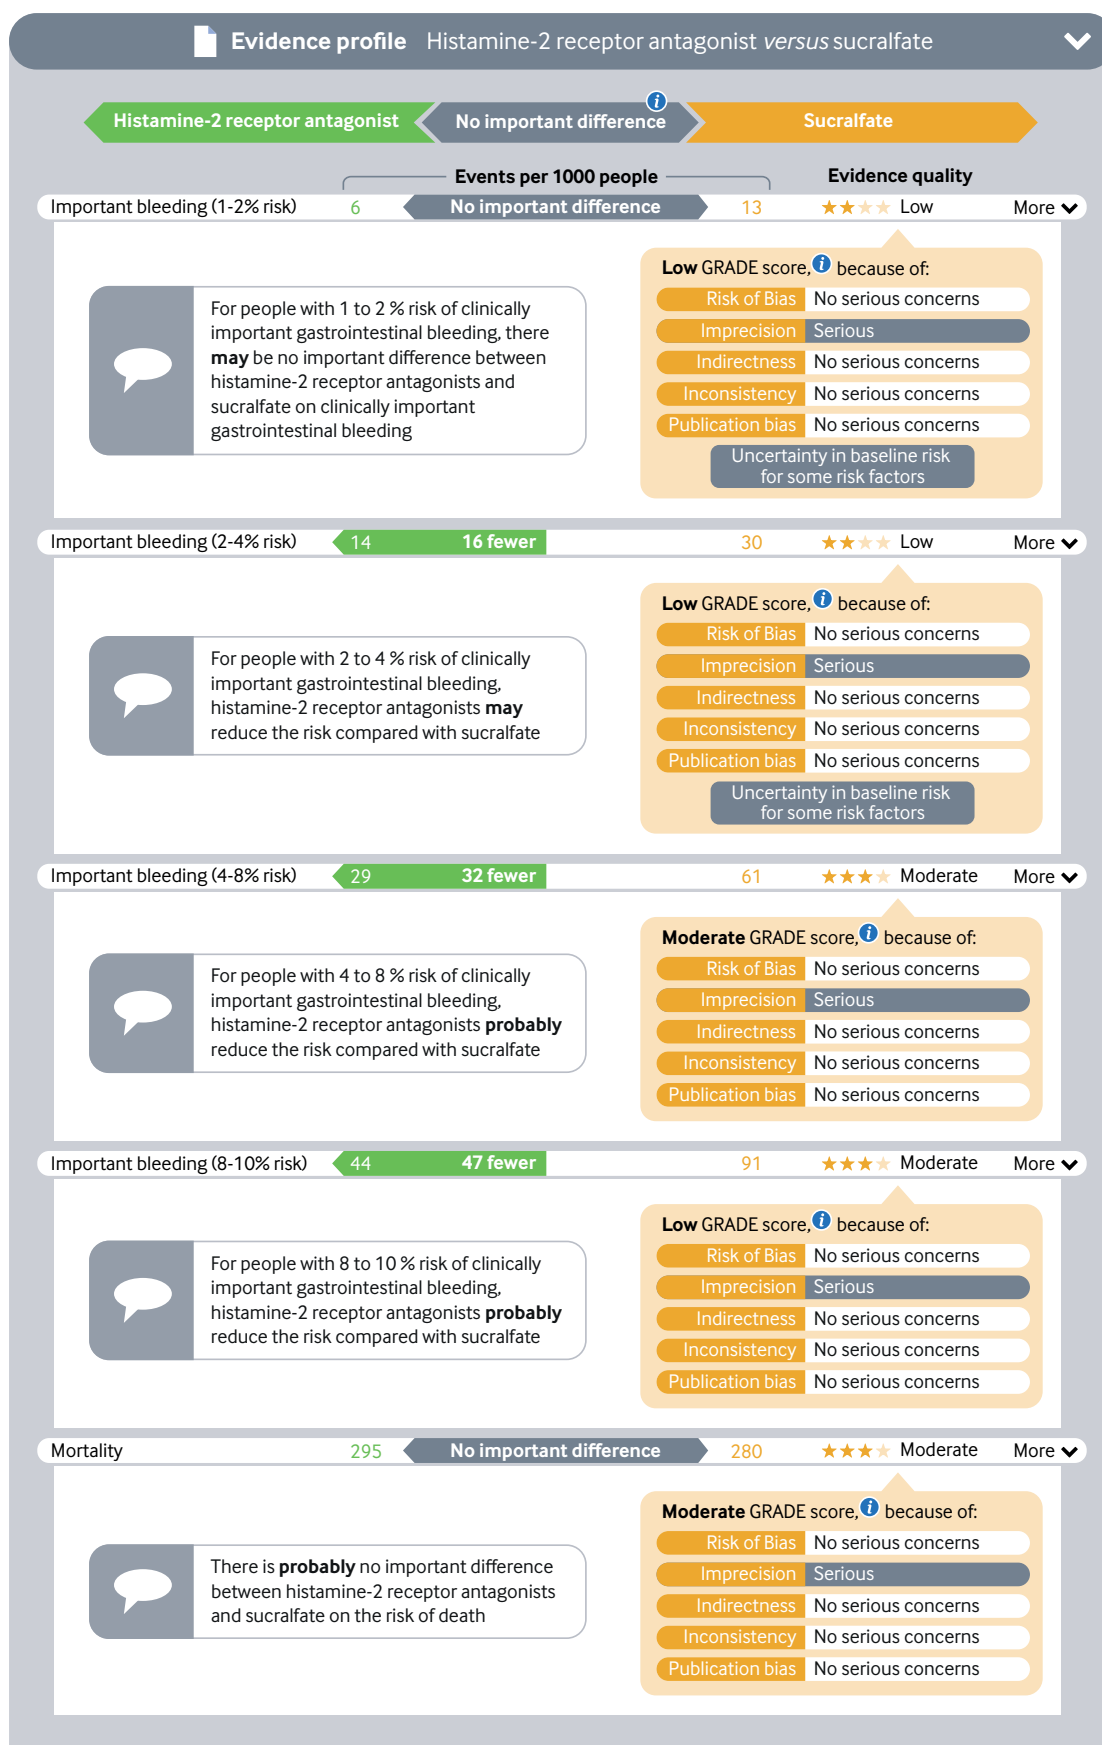 Evidence profile Histamine-2 receptor antagonist versus sucralfate
Histamine-2 receptor antagonist No important difference Sucralfate
Events per 1000 people Evidence quality
Important bleeding (1-2% risk) 6 No important difference 13 Low More
For people with 1 to 2 % risk of clinically
important gastrointestinal bleeding, there
may be no important difference between
histamine-2 receptor antagonists and
sucralfate on clinically important
gastrointestinal bleeding
Low GRADE score, because of:
Risk of Bias No serious concerns
Imprecision Serious
Indirectness No serious concerns
Inconsistency No serious concerns
Publication bias No serious concerns
Uncertainty in baseline risk
for some risk factors
Important bleeding (2-4% risk) 14 16 fewer 30 Low More
For people with 2 to 4 % risk of clinically
important gastrointestinal bleeding,
histamine-2 receptor antagonists may
reduce the risk compared with sucralfate
Low GRADE score, because of:
Risk of Bias No serious concerns
Imprecision Serious
Indirectness No serious concerns
Inconsistency No serious concerns
Publication bias No serious concerns
Uncertainty in baseline risk
for some risk factors
Important bleeding (4-8% risk) 29 32 fewer 61 Moderate More
For people with 4 to 8 % risk of clinically
important gastrointestinal bleeding,
histamine-2 receptor antagonists probably
reduce the risk compared with sucralfate
Moderate GRADE score, because of:
Risk of Bias No serious concerns
Imprecision Serious
Indirectness No serious concerns
Inconsistency No serious concerns
Publication bias No serious concerns
Important bleeding (8-10% risk) 44 47 fewer 91 Moderate More
For people with 8 to 10 % risk of clinically
important gastrointestinal bleeding,
histamine-2 receptor antagonists probably
reduce the risk compared with sucralfate
Low GRADE score, because of:
Risk of Bias No serious concerns
Imprecision Serious
Indirectness No serious concerns
Inconsistency No serious concerns
Publication bias No serious concerns
Mortality 295 No important difference 280 Moderate More
There is probably no important difference
between histamine-2 receptor antagonists
and sucralfate on the risk of death
Moderate GRADE score, because of:
Risk of Bias No serious concerns
Imprecision Serious
Indirectness No serious concerns
Inconsistency No serious concerns
Publication bias No serious concerns